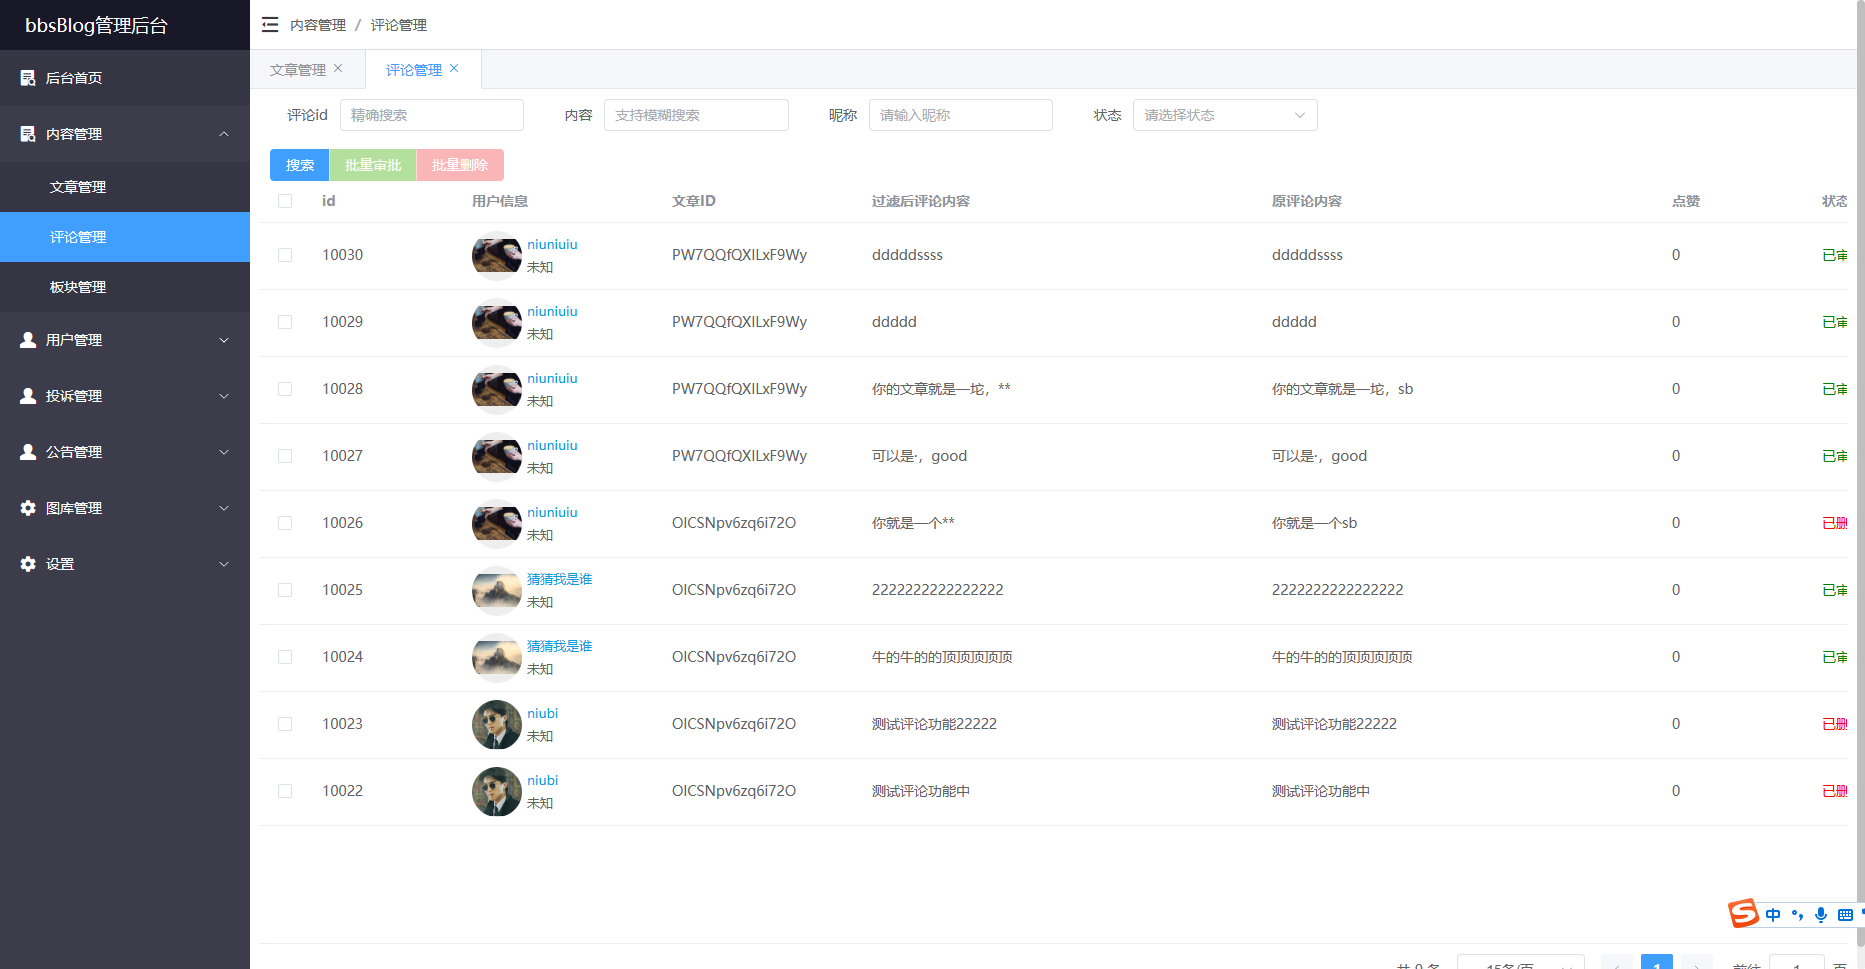 bbsBlog管理后台
内容管理 / 评论管理
后台首页
内容管理
文章管理
评论管理
板块管理
用户管理
投诉管理
公告管理
图库管理
设置
文章管理 评论管理
评论id 精确搜索 内容 支持模糊搜索 昵称 请输入昵称 状态 请选择状态
搜索 批量审批 批量删除
id 用户信息 文章ID 过滤后评论内容 原评论内容 点赞 状态
10030 niuniuiu 未知 PW7QQfQXILxF9Wy dddddssss dddddssss 0 已审
10029 niuniuiu 未知 PW7QQfQXILxF9Wy ddddd ddddd 0 已审
10028 niuniuiu 未知 PW7QQfQXILxF9Wy 你的文章就是一坨，** 你的文章就是一坨，sb 0 已审
10027 niuniuiu 未知 PW7QQfQXILxF9Wy 可以是·，good 可以是·，good 0 已审
10026 niuniuiu 未知 OICSNpv6zq6i72O 你就是一个** 你就是一个sb 0 已删
10025 猜猜我是谁 未知 OICSNpv6zq6i72O 2222222222222222 2222222222222222 0 已审
10024 猜猜我是谁 未知 OICSNpv6zq6i72O 牛的牛的的顶顶顶顶顶 牛的牛的的顶顶顶顶顶 0 已审
10023 niubi 未知 OICSNpv6zq6i72O 测试评论功能22222 测试评论功能22222 0 已删
10022 niubi 未知 OICSNpv6zq6i72O 测试评论功能中 测试评论功能中 0 已删
S 中
共 9 条 15条/页 1 前往 1 页